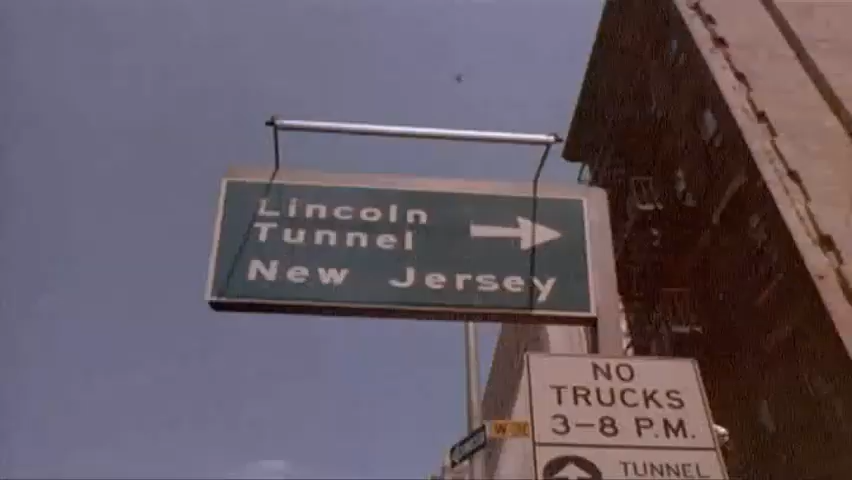 Lincoln
Tunnel
New Jersey
NO
TRUCKS
3-8 P.M.
TUNNEL